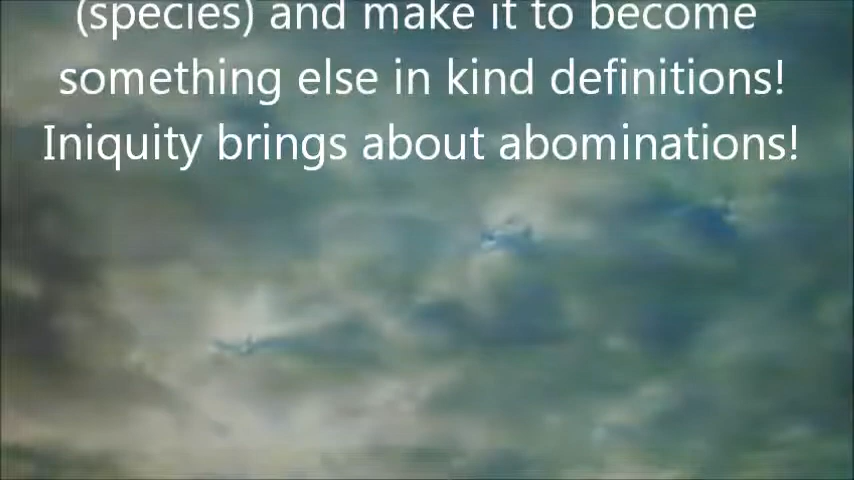 (species) and make it to become
something else in kind definitions!
Iniquity brings about abominations!